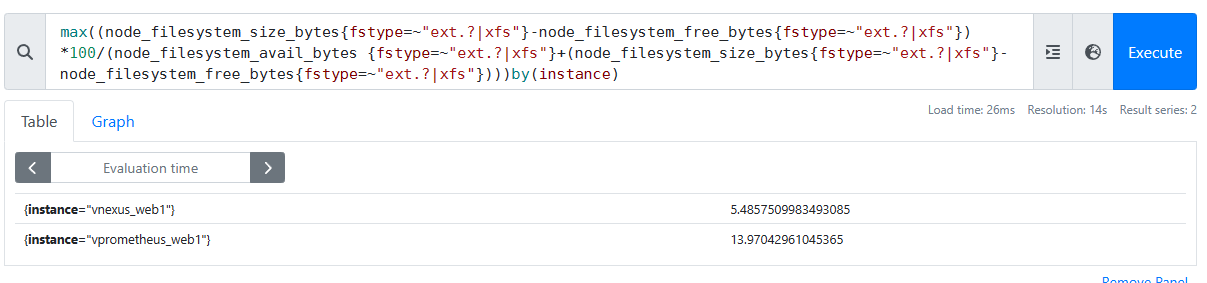 max((node_filesystem_size_bytes{fstype=~"ext.?|xfs"}-node_filesystem_free_bytes{fstype=~"ext.?|xfs"})
*100/(node_filesystem_avail_bytes {fstype=~"ext.?|xfs"}+(node_filesystem_size_bytes{fstype=~"ext.?|xfs"}-
node_filesystem_free_bytes{fstype=~"ext.?|xfs"})))by(instance)
Execute
Load time: 26ms Resolution: 14s Result series: 2
Table Graph
Evaluation time
{instance="vnexus_web1"} 5.4857509983493085
{instance="vprometheus_web1"} 13.97042961045365
Remove Panel